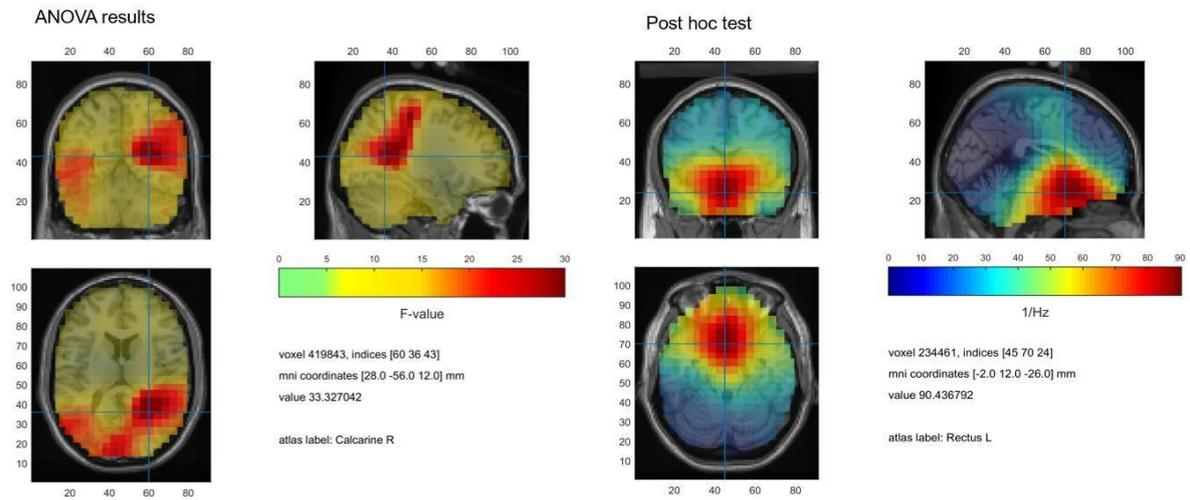 ANOVA results
20 40 60 80
80
60
40
20
20 40 60 80 100
0 5 10 15 20 25 30
F-value
100
90
80
70
60
50
40
30
20
10
20 40 60 80
voxel 419843, indices [60 36 43]
mni coordinates [28.0 -56.0 12.0] mm
value 33.327042
atlas label: Calcarine R
Post hoc test
20 40 60 80
80
60
40
20
20 40 60 80 100
80
60
40
20
0 10 20 30 40 50 60 70 80 90
1/Hz
100
90
80
70
60
50
40
30
20
10
20 40 60 80
voxel 234461, indices [45 70 24]
mni coordinates [-2.0 12.0 -26.0] mm
value 90.436792
atlas label: Rectus L